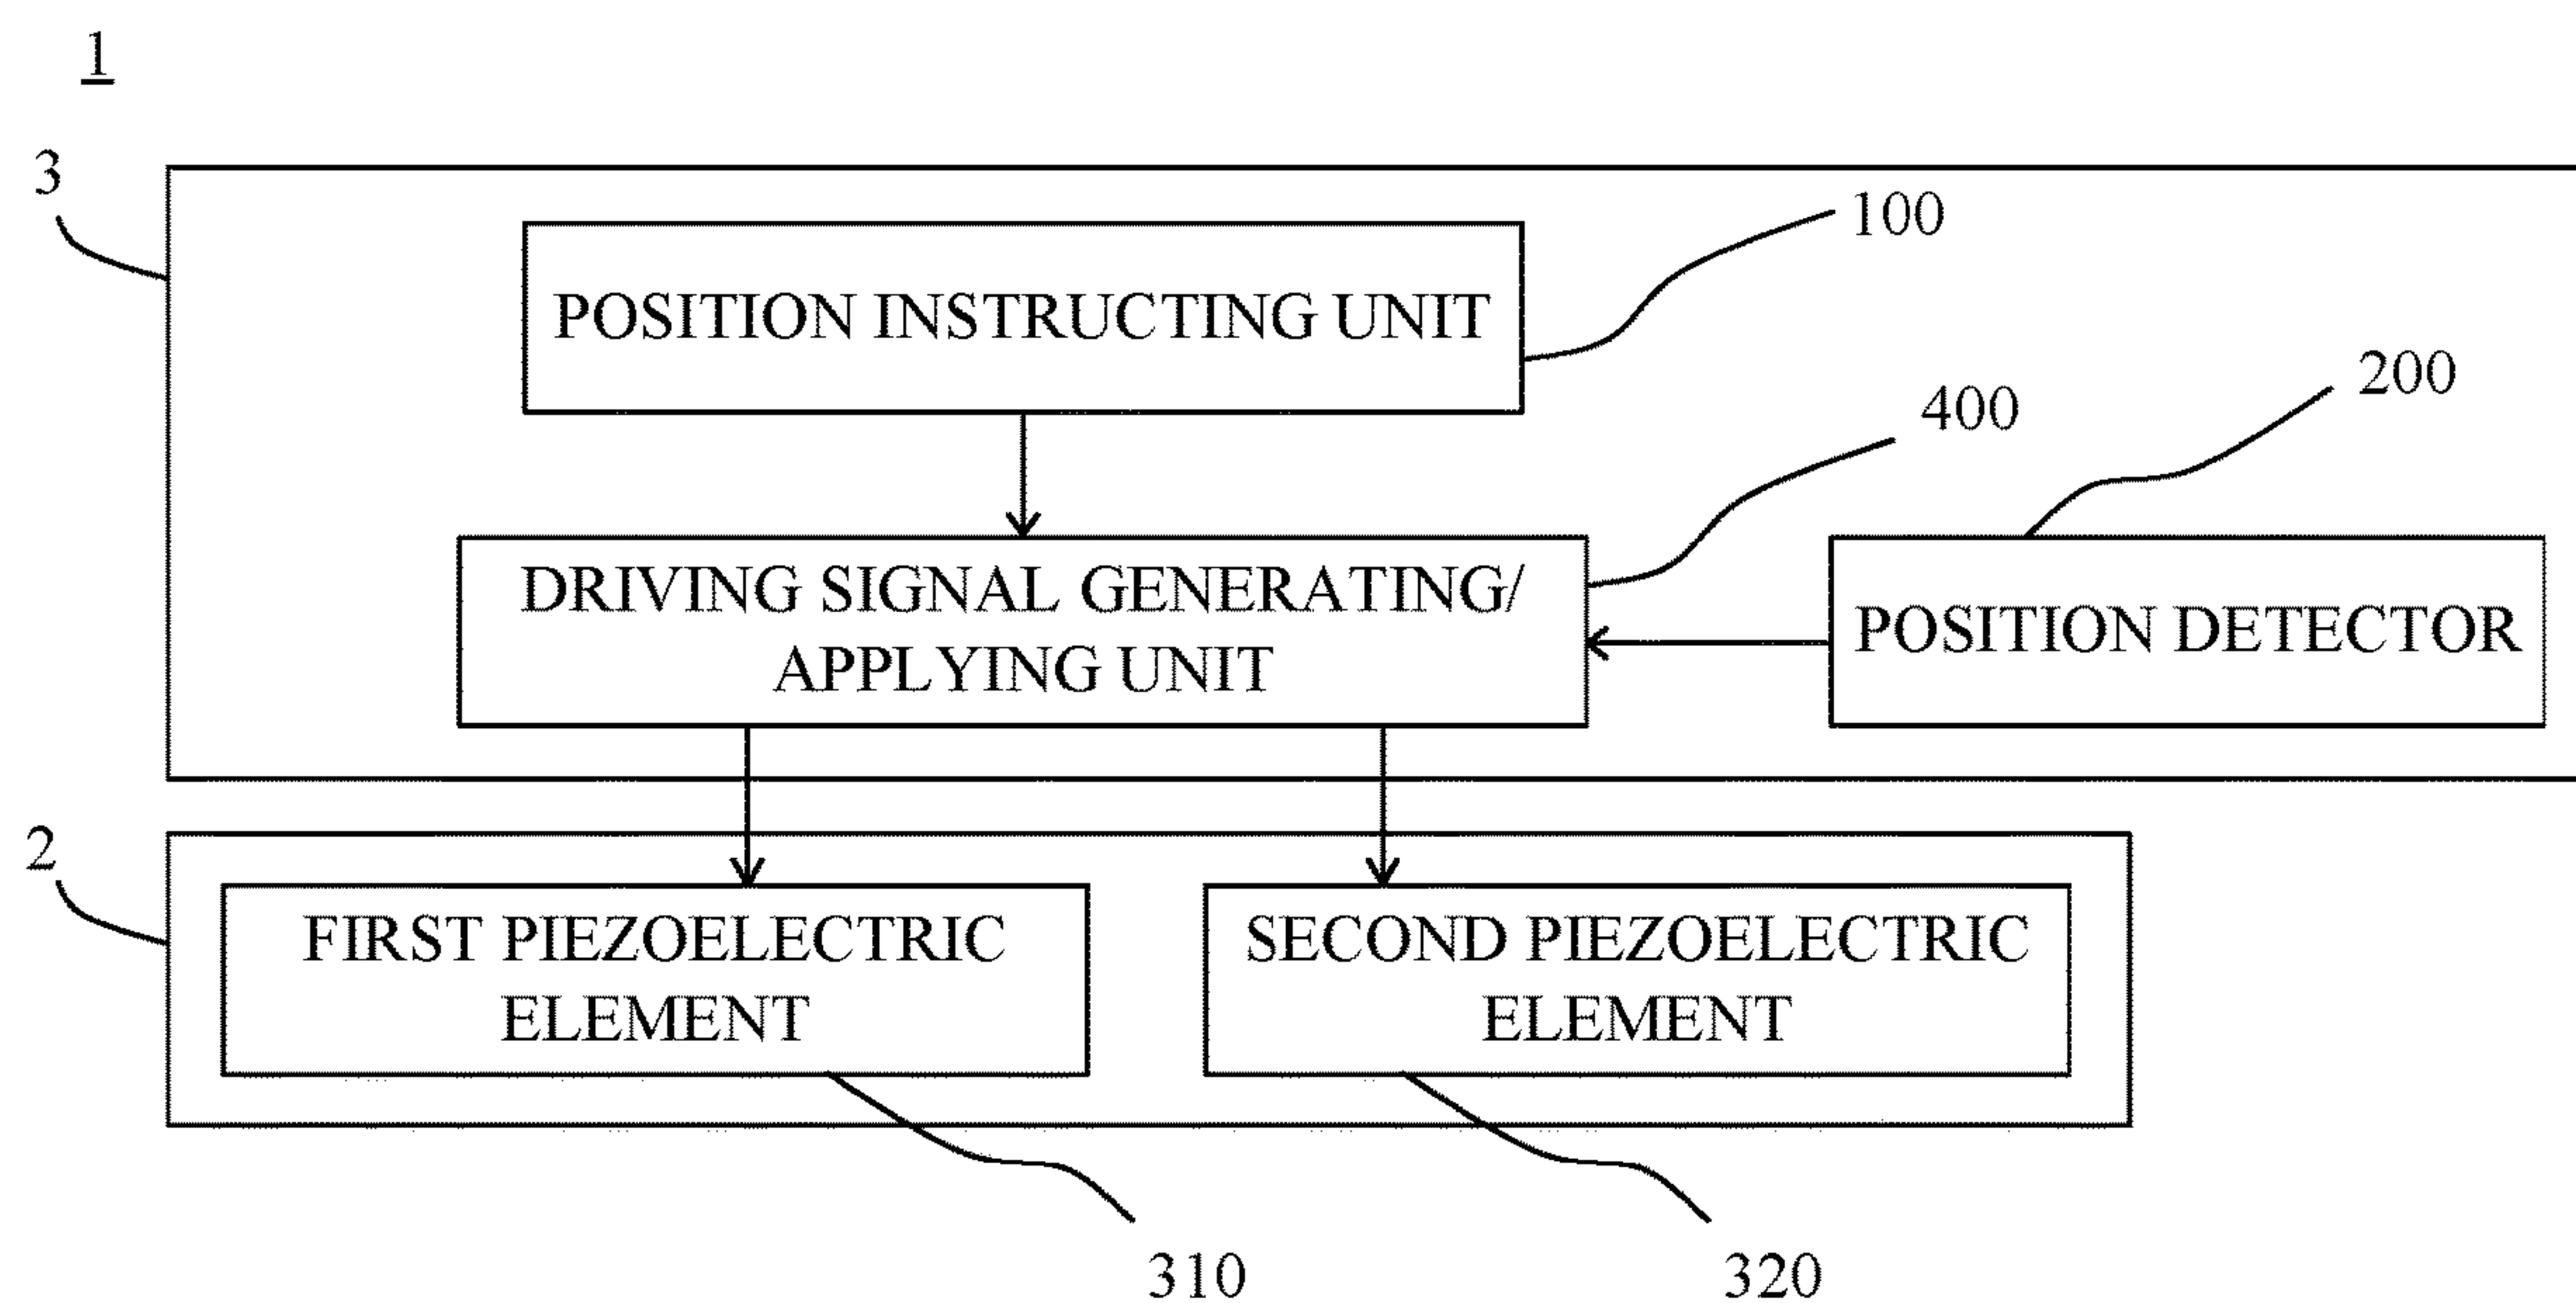 1
3
POSITION INSTRUCTING UNIT
100
200
400
DRIVING SIGNAL GENERATING/
APPLYING UNIT
POSITION DETECTOR
2
FIRST PIEZOELECTRIC
ELEMENT
SECOND PIEZOELECTRIC
ELEMENT
310
320